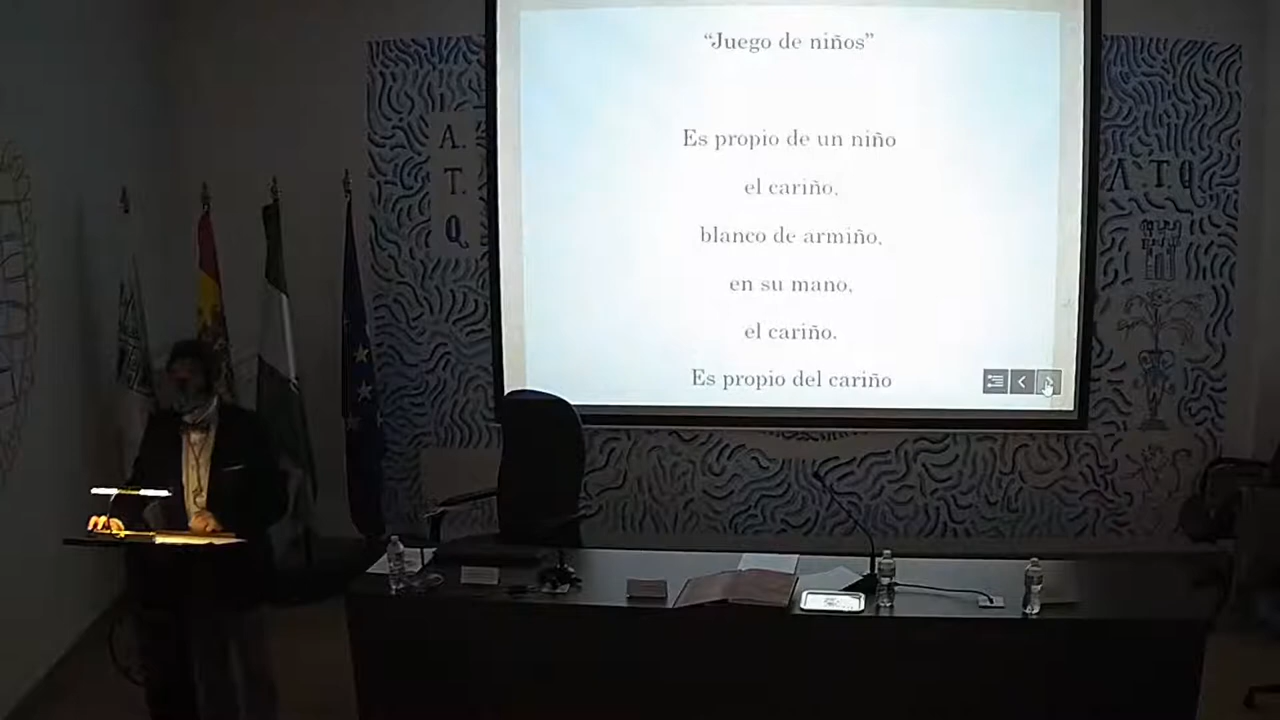 “Juego de niños”
Es propio de un niño
el cariño,
blanco de armiño,
en su mano,
el cariño.
Es propio del cariño
A.
T.
Q.
A.T.Q